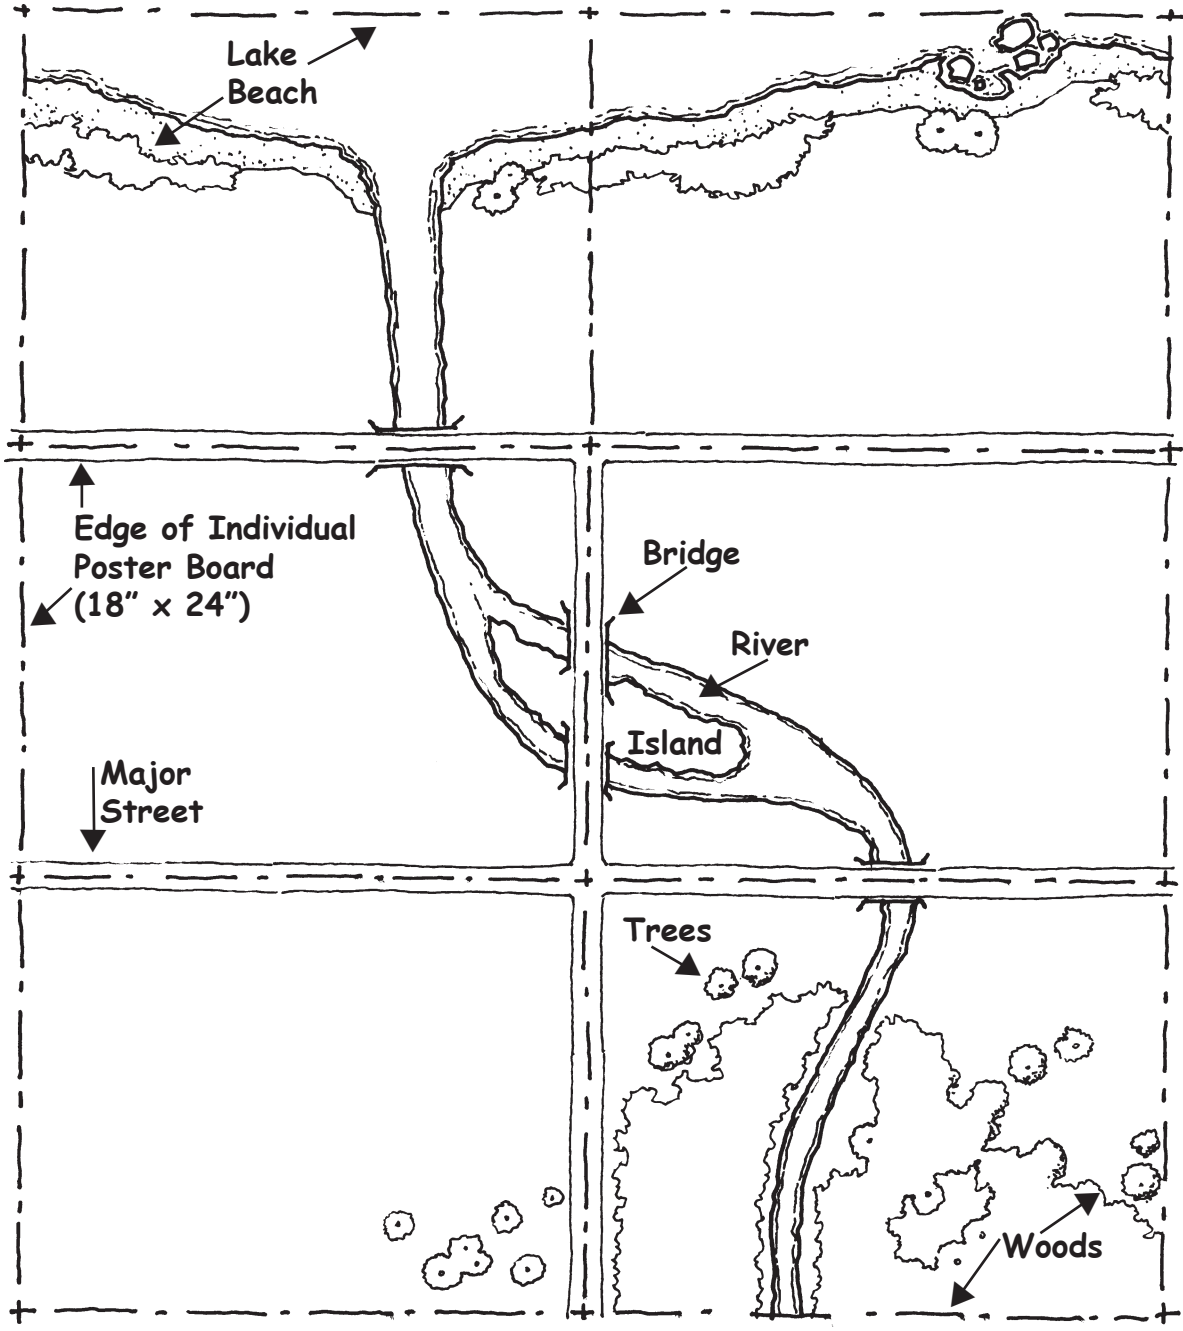 Lake
Beach
Edge of Individual
Poster Board
(18” x 24”)
Bridge
River
Island
Major
Street
Trees
Woods